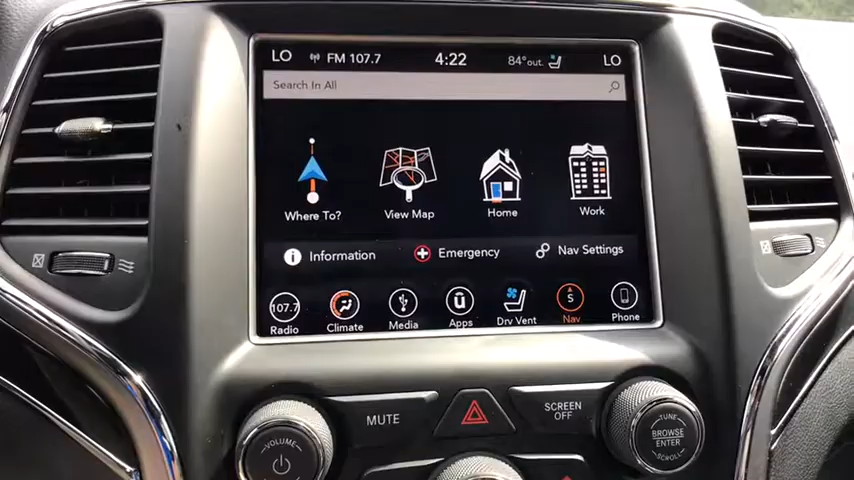 LO FM 107.7 4:22 84°out. LO
Search In All
Where To? View Map Home Work
Information Emergency Nav Settings
107.7 S
Radio Climate Media Apps Drv Vent Nav Phone
MUTE SCREEN OFF
VOLUME
TUNE
BROWSE
ENTER
SCROLL